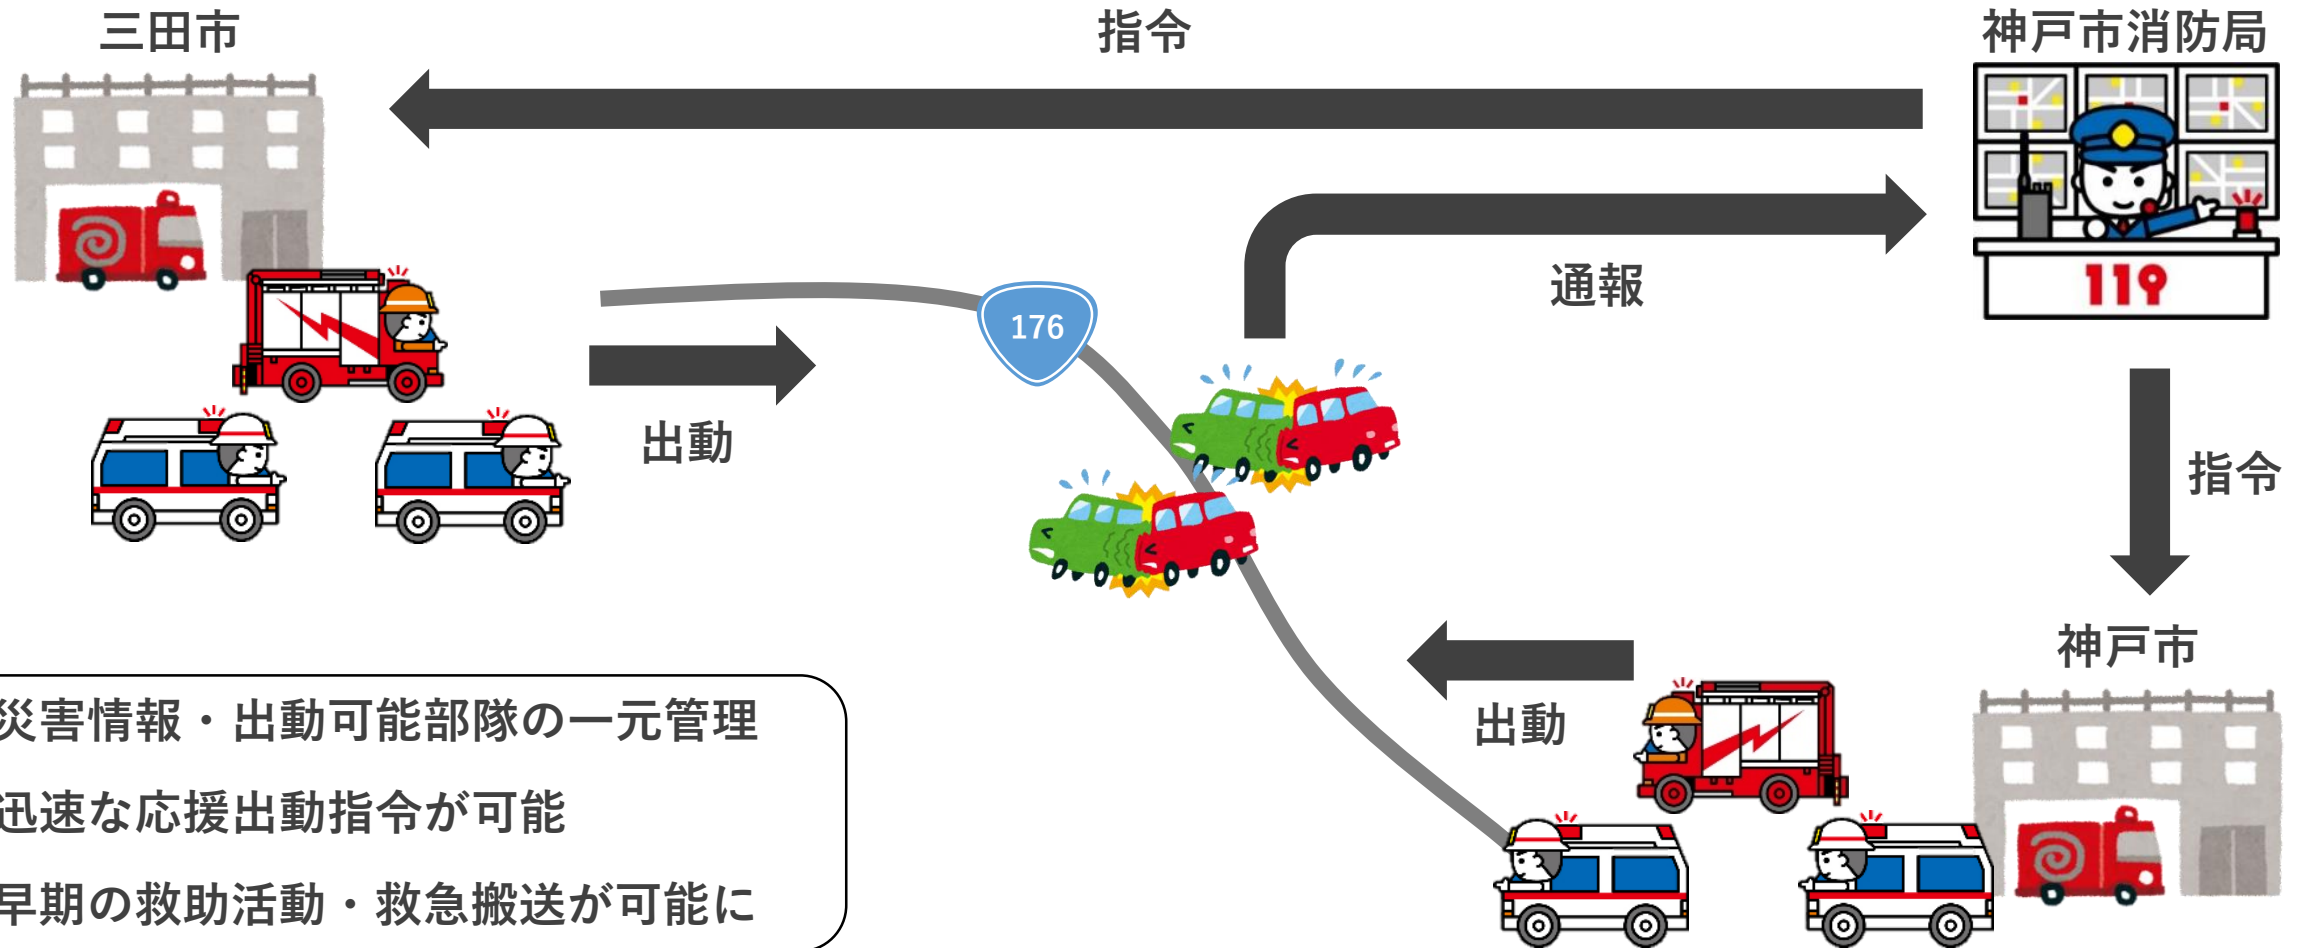 三田市
指令
神戸市消防局
119
通報
176
出動
指令
神戸市
出動
災害情報・出動可能部隊の一元管理
迅速な応援出動指令が可能
早期の救助活動・救急搬送が可能に